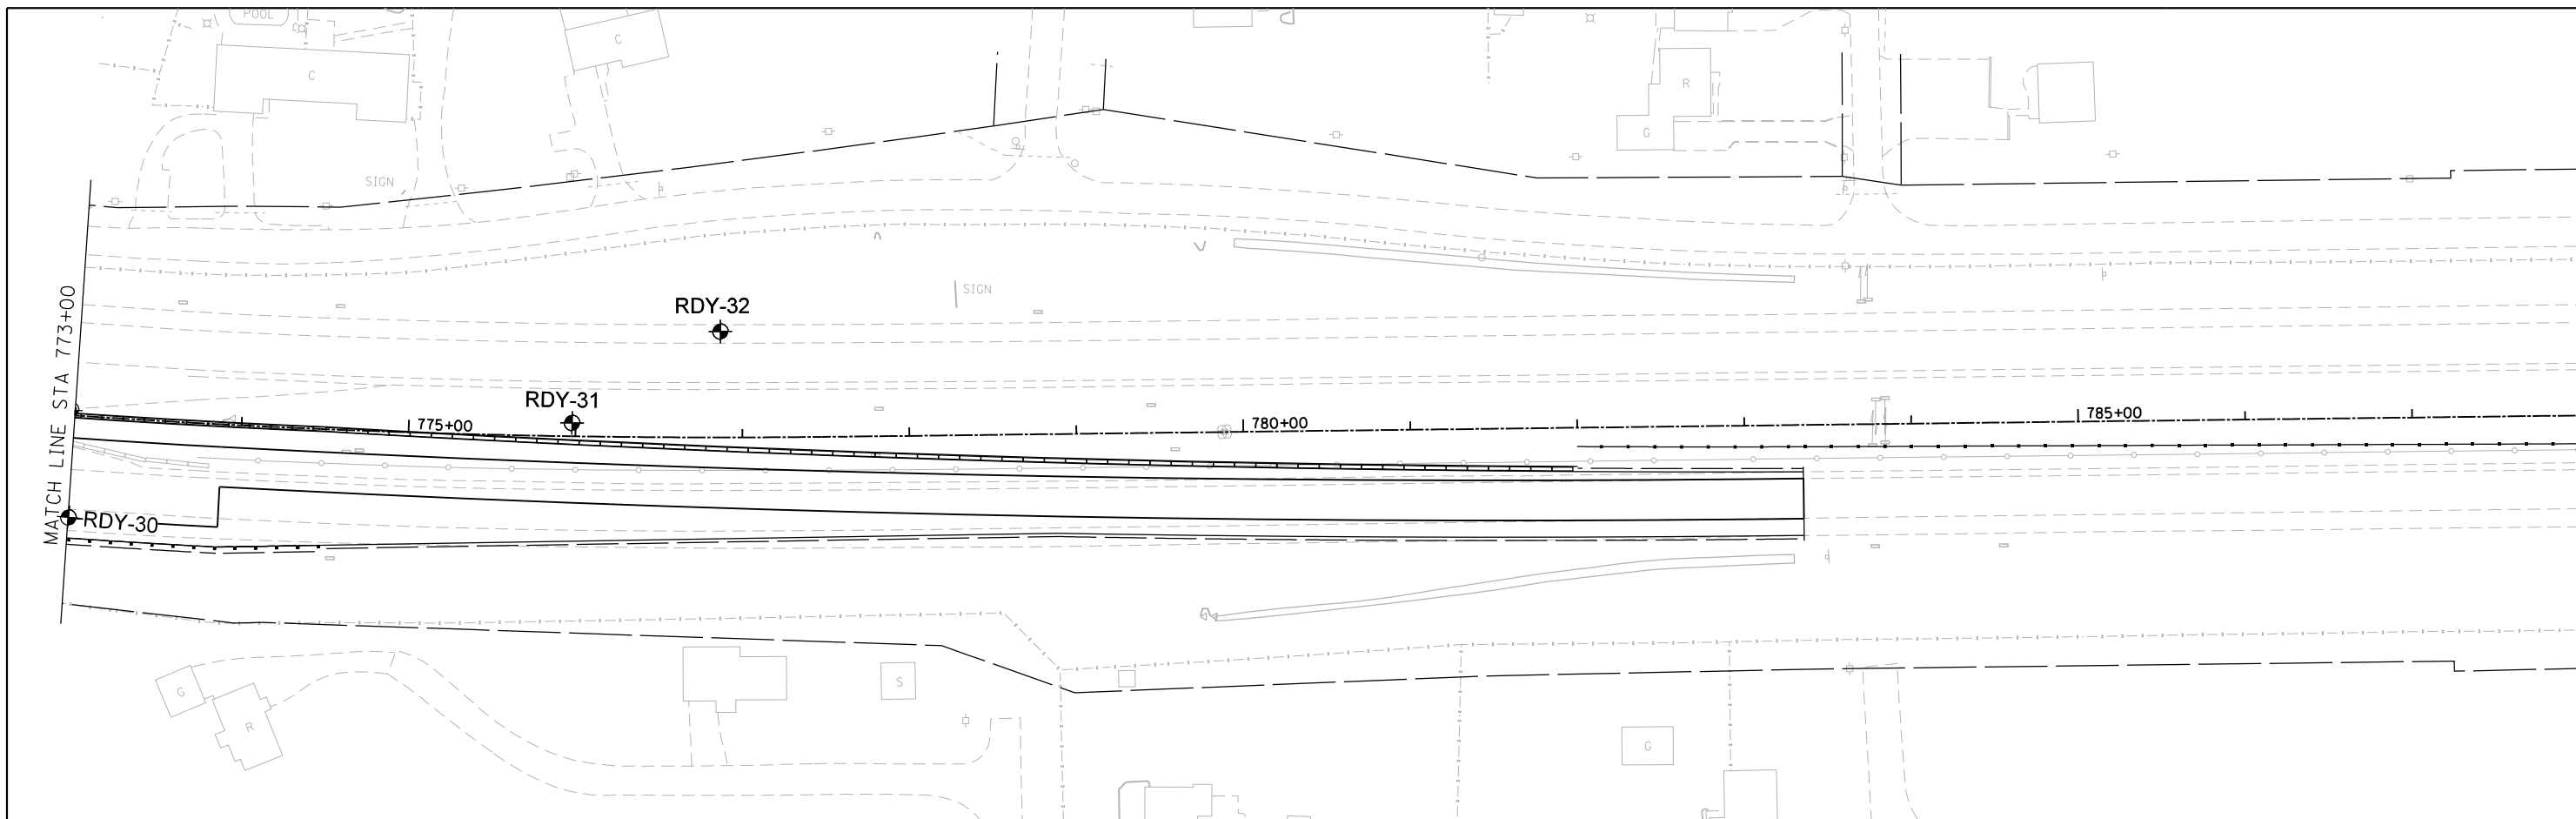 POOL
C
C
R
G
SIGN
RDY-32
SIGN
MATCH LINE STA 773+00
RDY-31
775+00
780+00
785+00
RDY-30
G
R
S
G